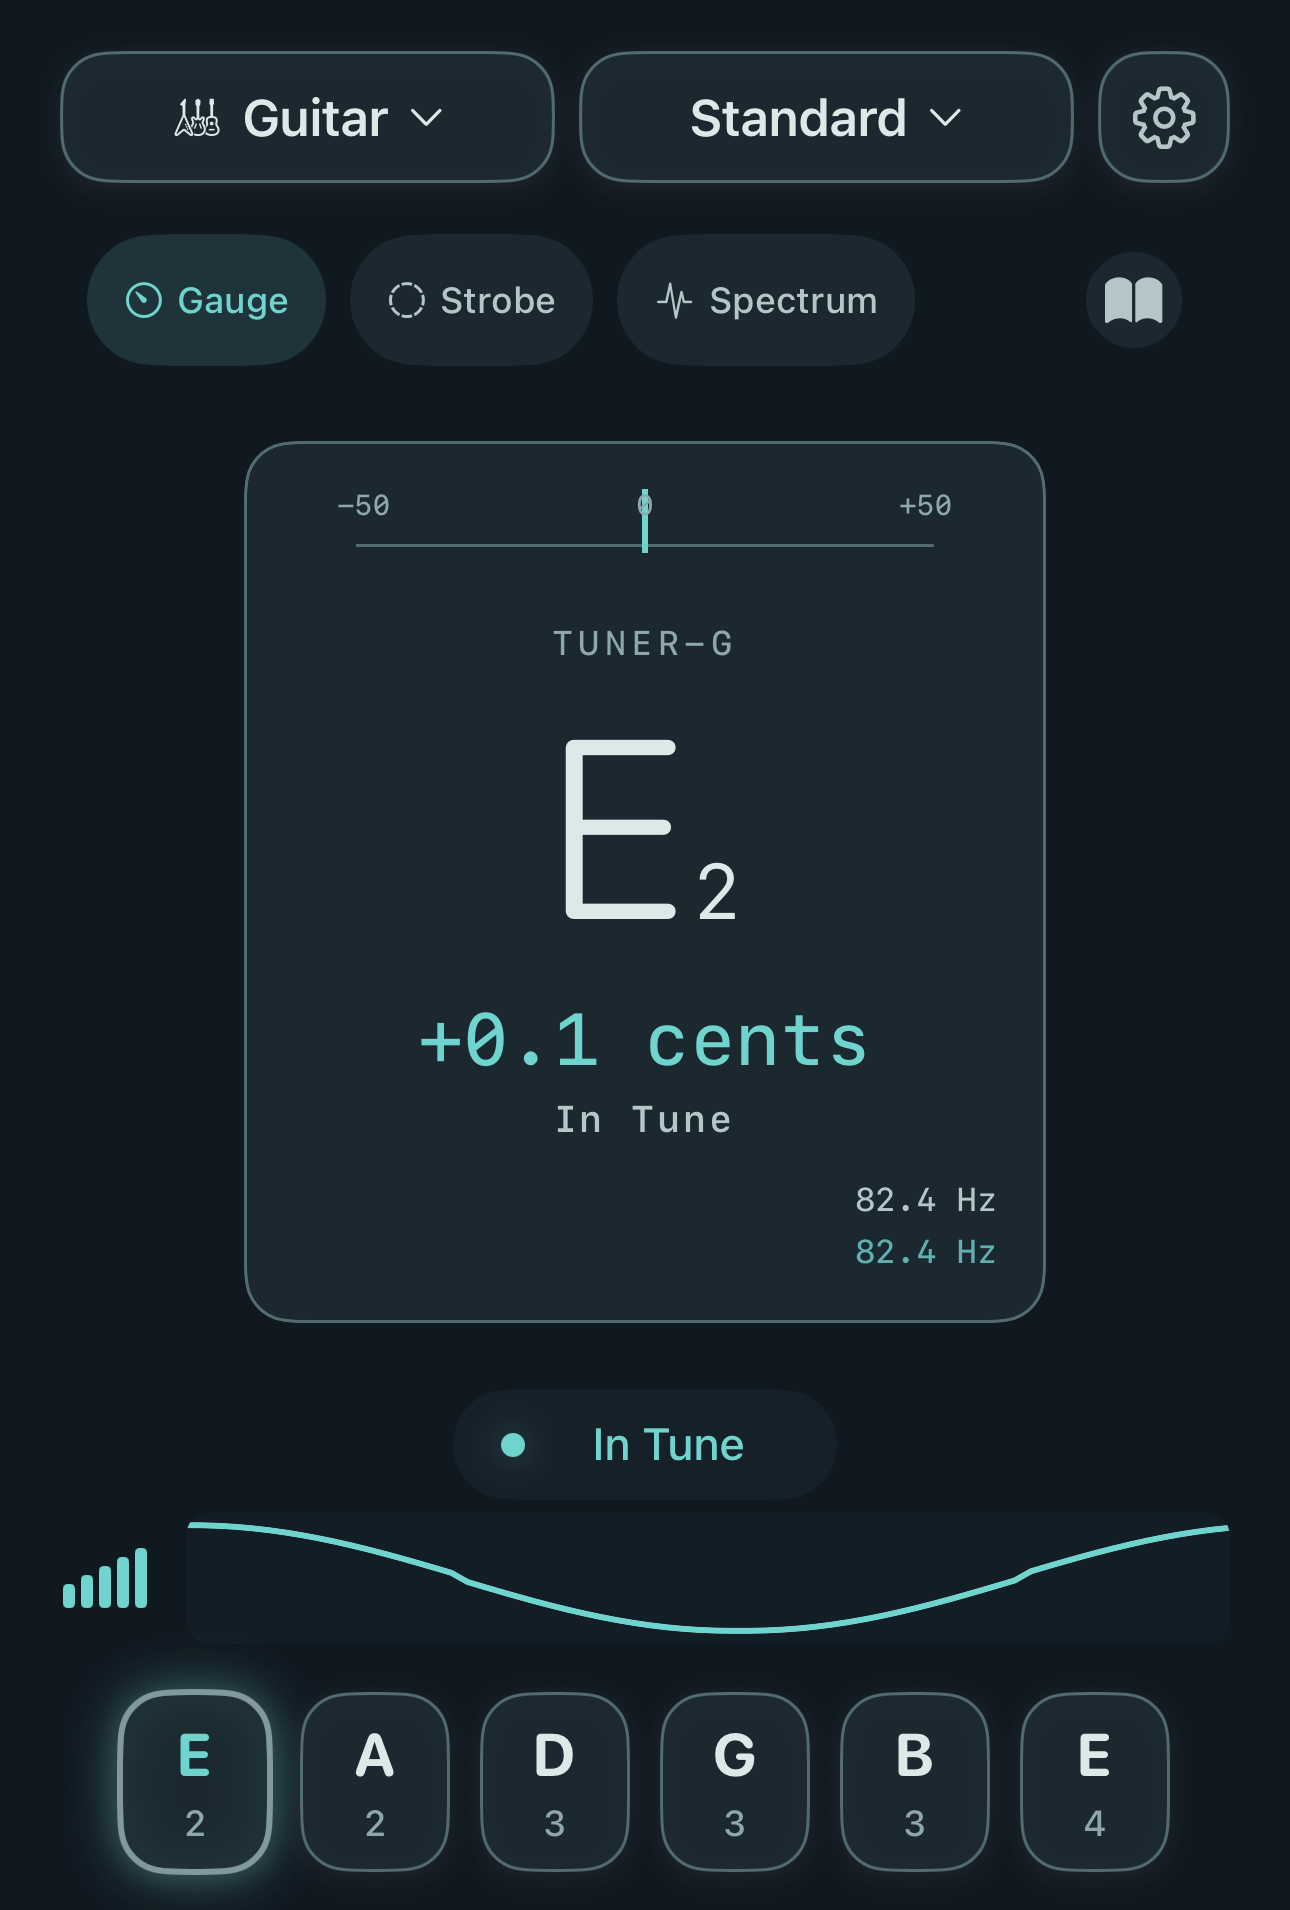 Guitar
Standard
Gauge
Strobe
Spectrum
−50 0 +50
TUNER−G
E2
+0.1 cents
In Tune
82.4 Hz
82.4 Hz
In Tune
E A D G B E
2 2 3 3 3 4